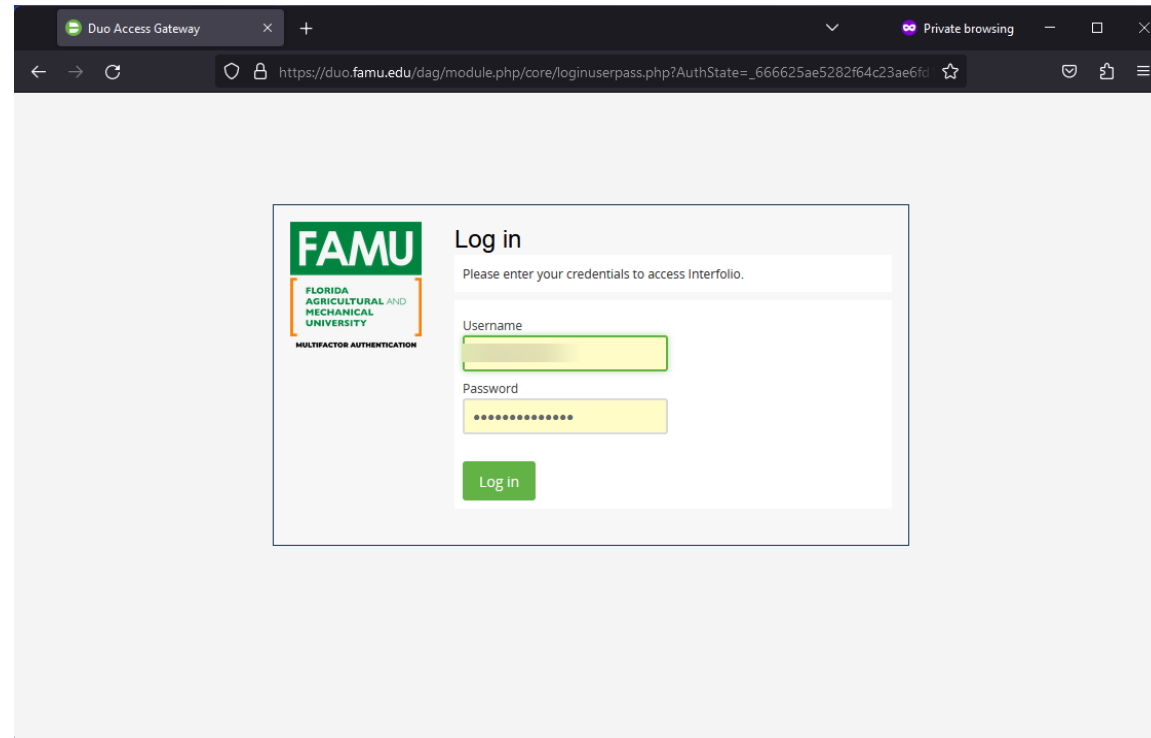 Duo Access Gateway
Private browsing
https://duo.famu.edu/dag/module.php/core/loginuserpass.php?AuthState=_666625ae5282f64c23ae6fd
FAMU
FLORIDA
AGRICULTURAL AND
MECHANICAL
UNIVERSITY
MULTIFACTOR AUTHENTICATION
Log in
Please enter your credentials to access Interfolio.
Username
Password
Log in